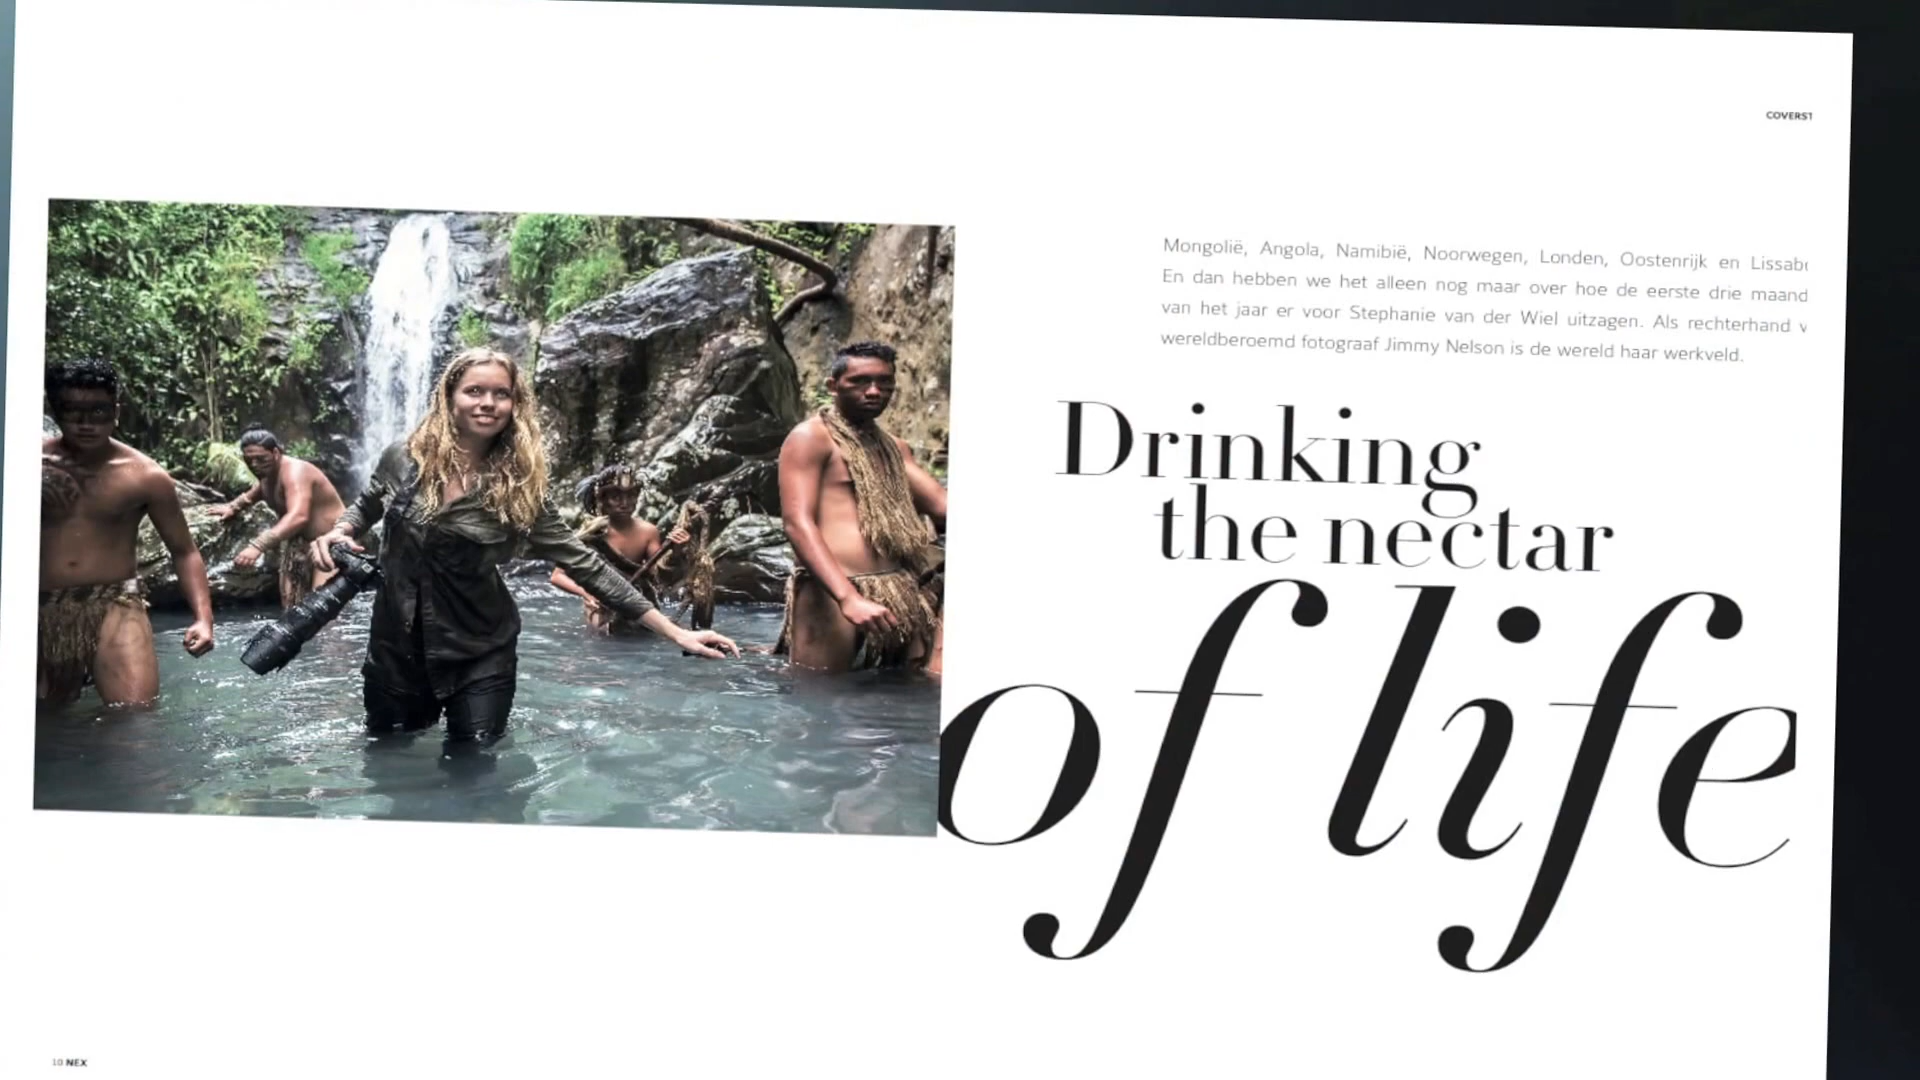 COVERST
Mongolië, Angola, Namibië, Noorwegen, Londen, Oostenrijk en
En dan hebben we het alleen nog maar over hoe de eerste drie maand
van het jaar er voor Stephanie van der Wiel uitzagen. Als rechterhand v
wereldberoemd fotograaf Jimmy Nelson is de wereld haar werkveld.
Drinking
the nectar
of life
10 NEX